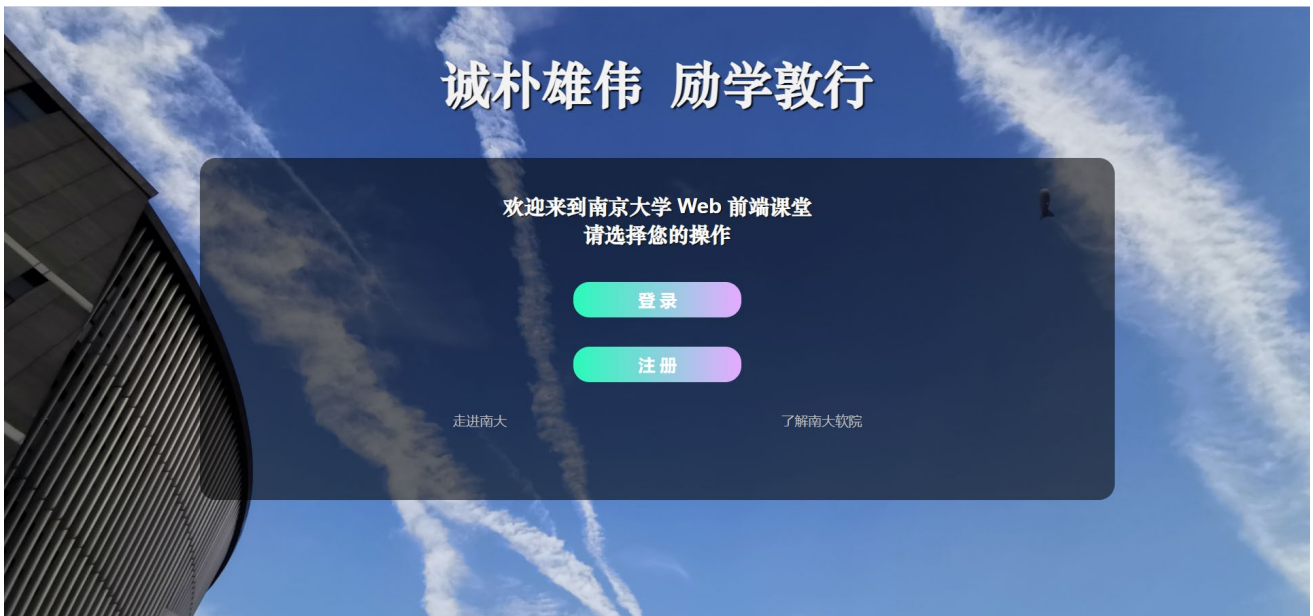 诚朴雄伟 励学敦行
欢迎来到南京大学 Web 前端课堂
请选择您的操作
登录
注册
走进南大
了解南大软院